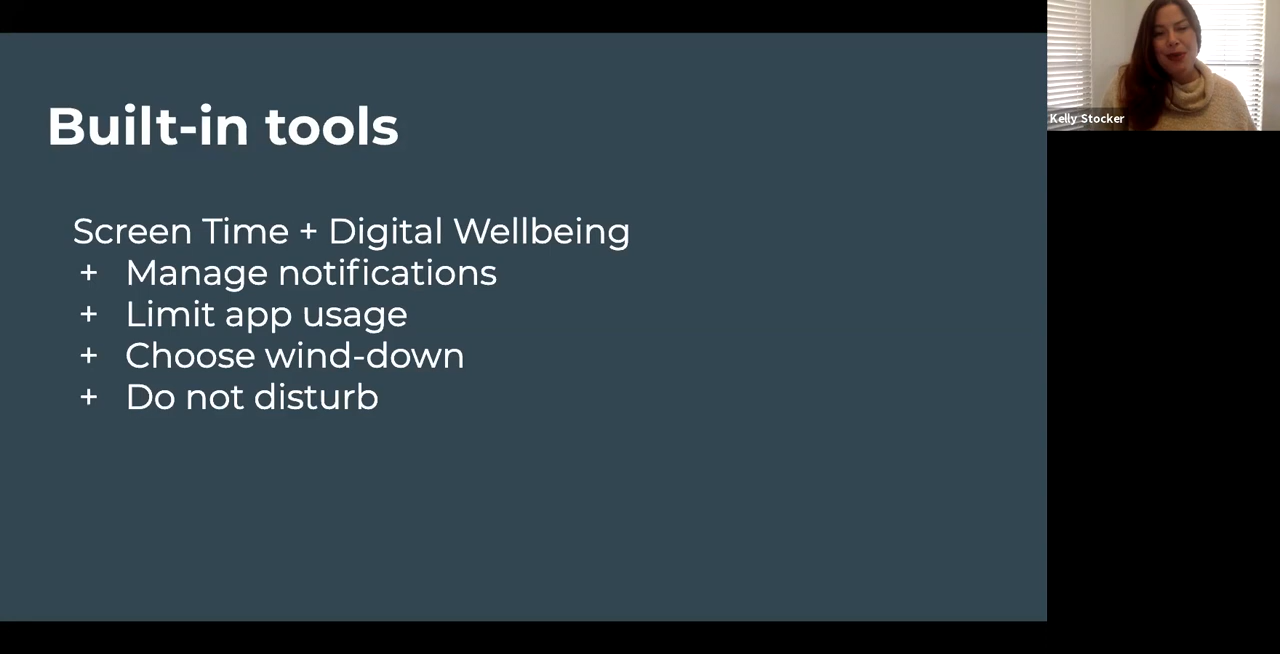 Built-in tools
Screen Time + Digital Wellbeing
+ Manage notifications
+ Limit app usage
+ Choose wind-down
+ Do not disturb
Kelly Stocker